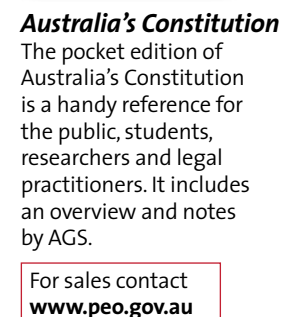 Australia's Constitution
The pocket edition of
Australia's Constitution
is a handy reference for
the public, students,
researchers and legal
practitioners. It includes
an overview and notes
by AGS.
For sales contact
www.peo.gov.au